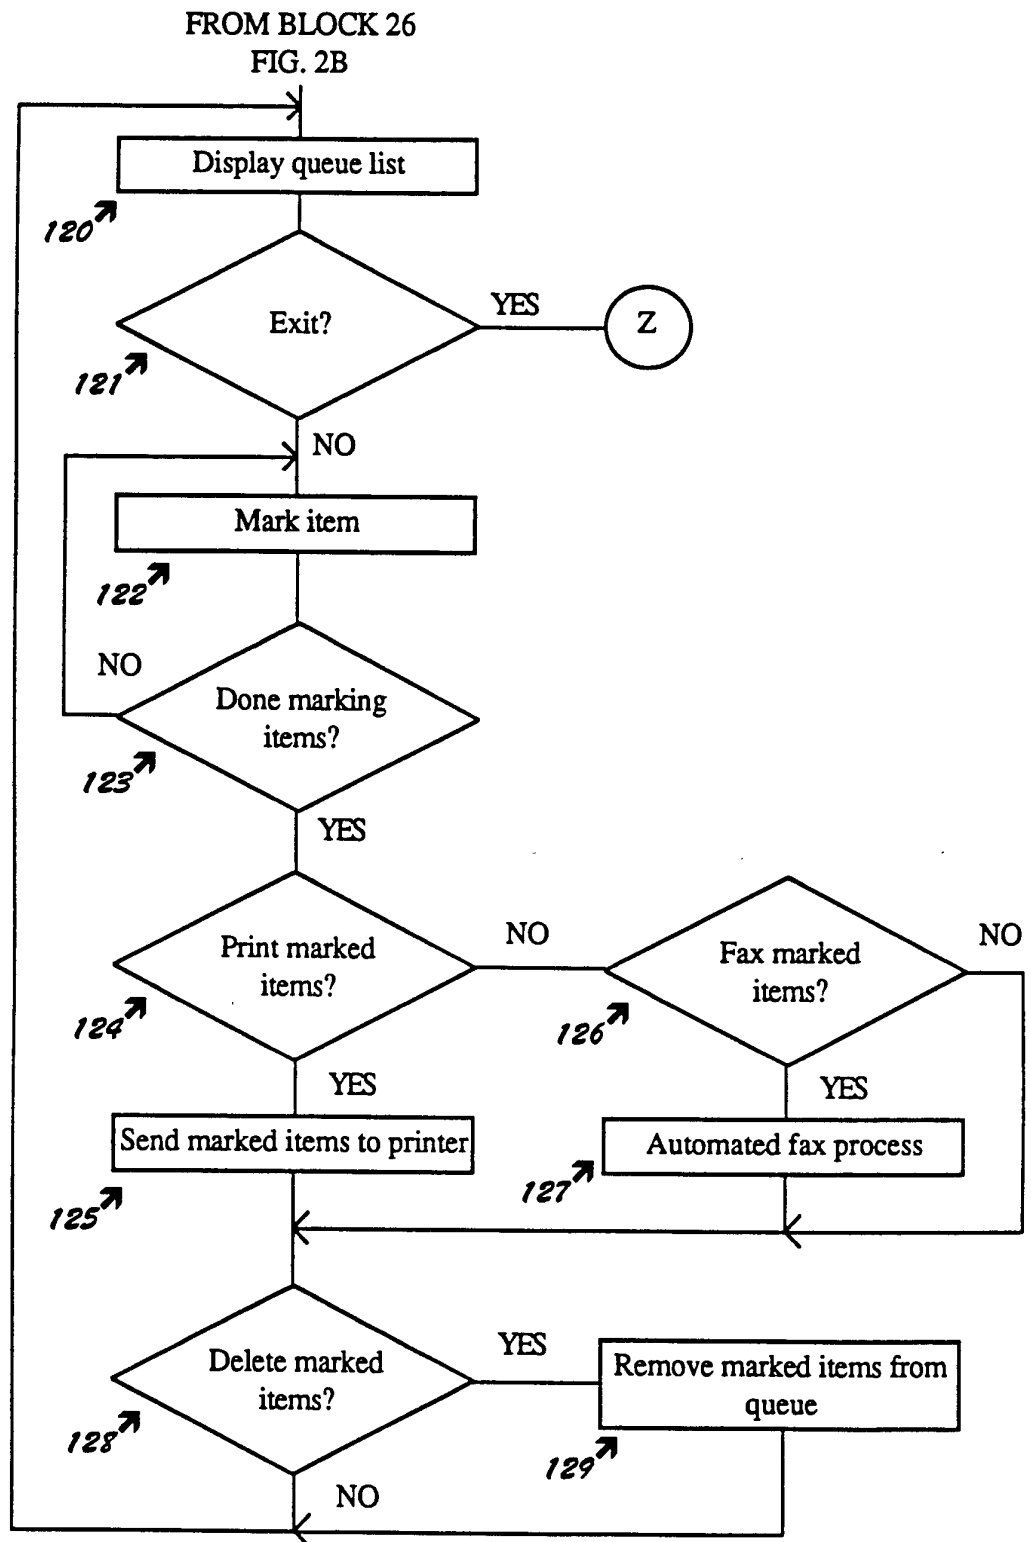 FROM BLOCK 26
FIG. 2B
Display queue list
120
Exit?
YES
Z
121
NO
Mark item
122
NO
Done marking
items?
123
YES
Print marked
items?
NO
Fax marked
items?
NO
124
126
YES
YES
Send marked items to printer
Automated fax process
125
127
Delete marked
items?
YES
Remove marked items from
queue
128
129
NO